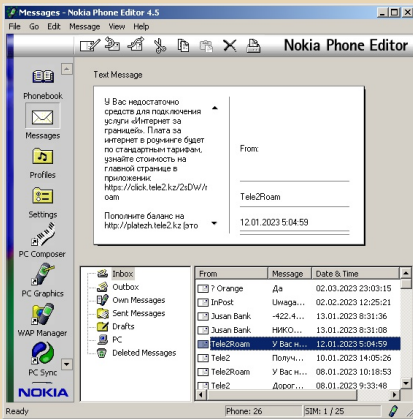 Messages - Nokia Phone Editor 4.5
File Go Edit Message View Help
Nokia Phone Editor
Phonebook
Messages
Profiles
Settings
PC Composer
PC Graphics
WAP Manager
PC Sync
NOKIA
Text Message
У Вас недостаточно
средств для подключения
услуги «Интернет за
границей». Плата за
интернет в роуминге будет
по стандартным тарифам,
узнайте стоимость на
главной странице в
приложении:
https://click.tele2.kz/2sDW/r
oam
Пополните баланс на
http://platezh.tele2.kz (это
From:
Tele2Roam
12.01.2023 5:04:59
Inbox
Outbox
Own Messages
Sent Messages
Drafts
PC
Deleted Messages
From Message Date & Time
? Orange Да 02.03.2023 23:03:15
InPost Uwaga... 02.02.2023 12:25:21
Jusan Bank -422.4... 13.01.2023 8:31:36
Jusan Bank НИКО... 13.01.2023 8:31:08
Tele2Roam У Вас н... 12.01.2023 5:04:59
Tele2 Получ... 10.01.2023 14:05:26
Tele2Roam У Вас н... 08.01.2023 10:18:53
Tele2 Дорог... 08.01.2023 9:33:48
Ready Phone: 26 SIM: 1 / 25